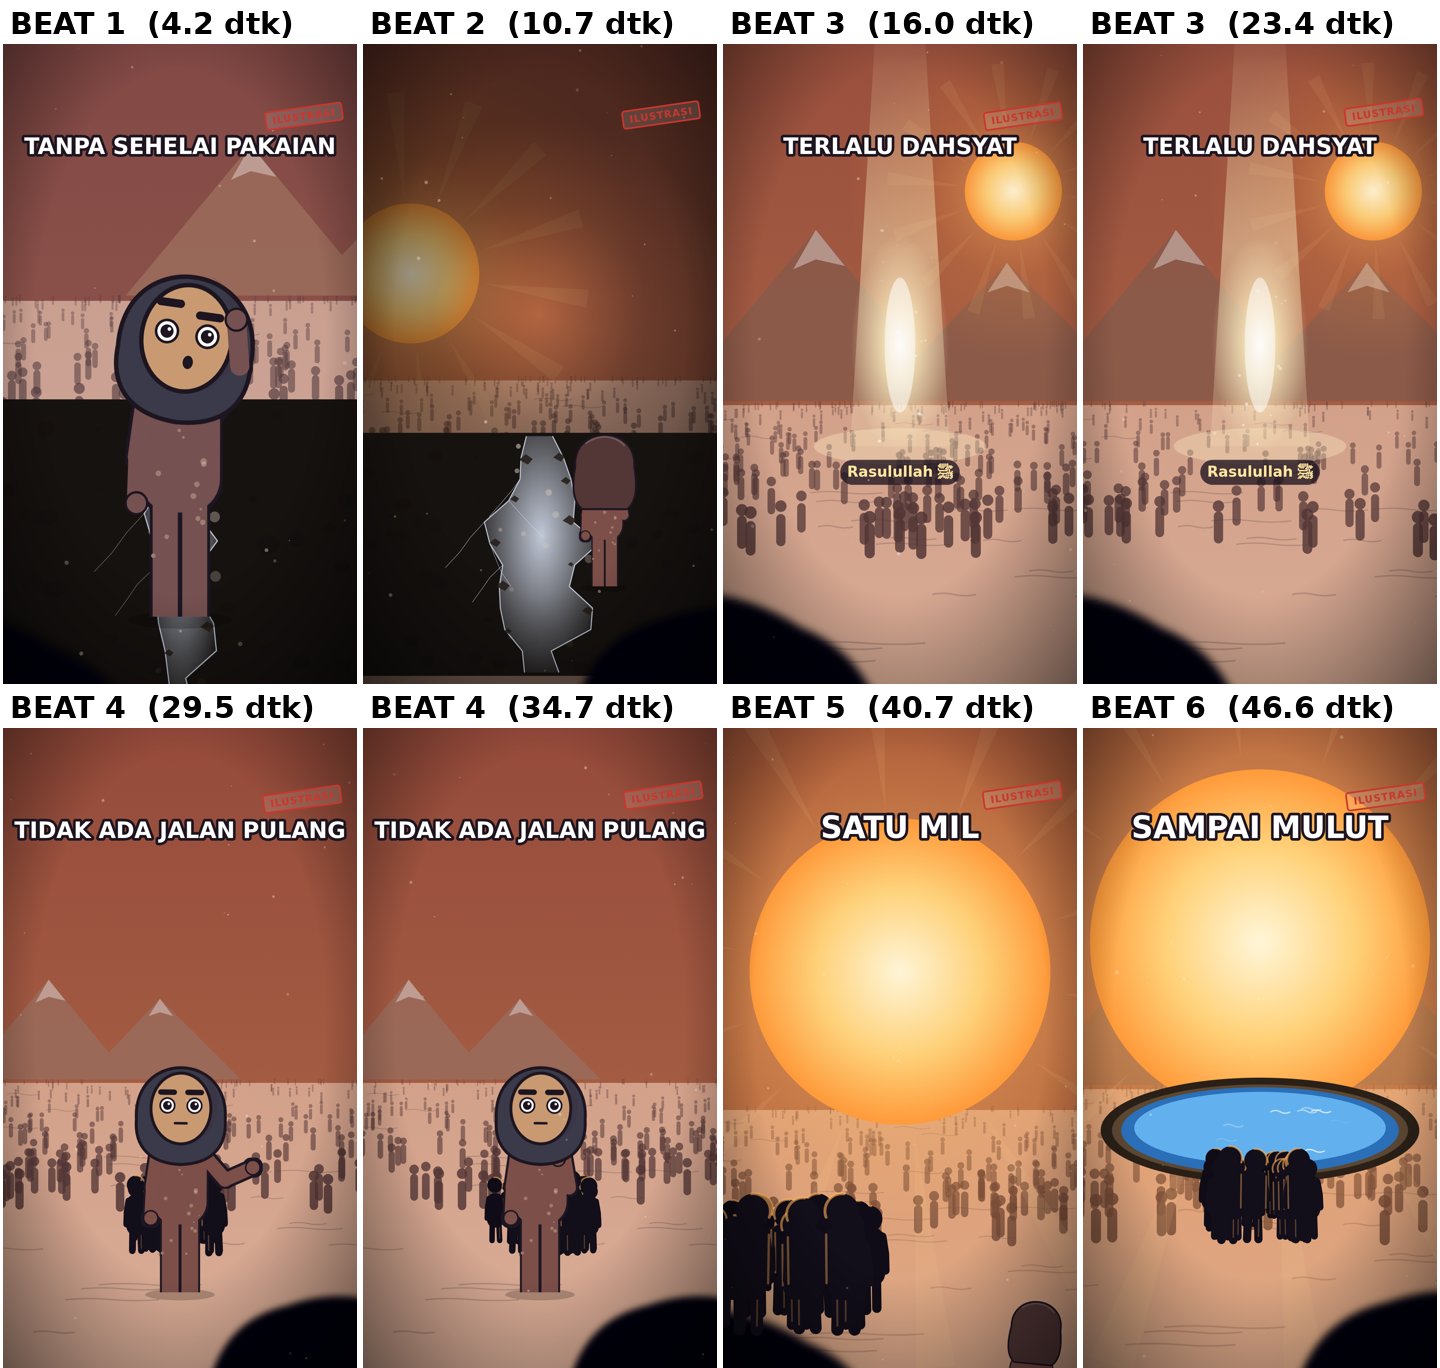 BEAT 1 (4.2 dtk)
BEAT 2 (10.7 dtk)
BEAT 3 (16.0 dtk)
BEAT 3 (23.4 dtk)
ILUSTRASI
TANPA SEHELAI PAKAIAN
ILUSTRASI
ILUSTRASI
TERLALU DAHSYAT
Rasulullah ﷺ
ILUSTRASI
TERLALU DAHSYAT
Rasulullah ﷺ
BEAT 4 (29.5 dtk)
BEAT 4 (34.7 dtk)
BEAT 5 (40.7 dtk)
BEAT 6 (46.6 dtk)
ILUSTRASI
TIDAK ADA JALAN PULANG
ILUSTRASI
TIDAK ADA JALAN PULANG
ILUSTRASI
SATU MIL
ILUSTRASI
SAMPAI MULUT